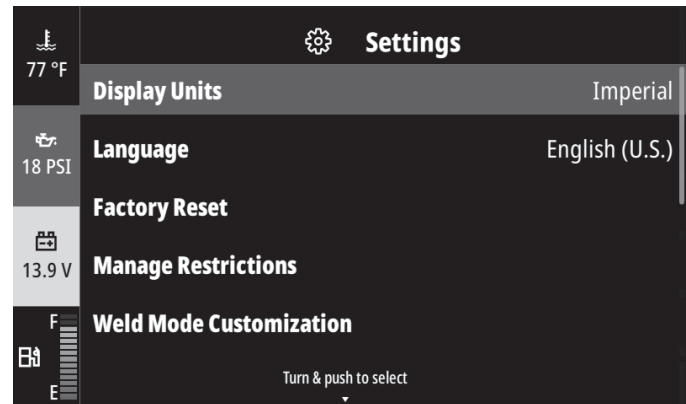 Settings
77 °F
Display Units Imperial
18 PSI
Language English (U.S.)
Factory Reset
13.9 V
Manage Restrictions
F
Weld Mode Customization
E
Turn & push to select